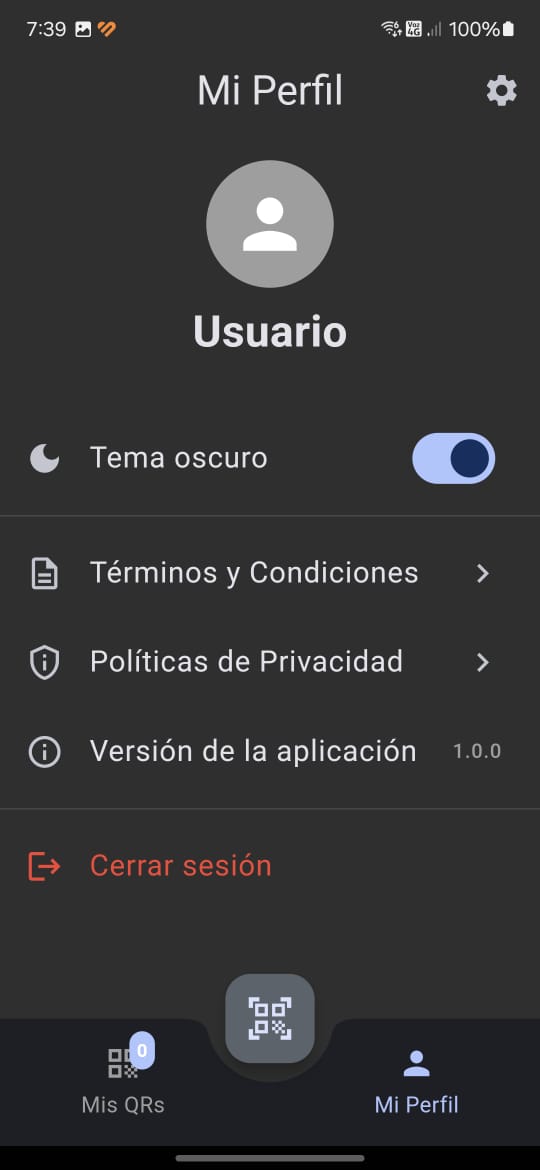 7:39
Voz
4G
100%
Mi Perfil
Usuario
Tema oscuro
Términos y Condiciones
Políticas de Privacidad
Versión de la aplicación 1.0.0
Cerrar sesión
0
Mis QRs
Mi Perfil